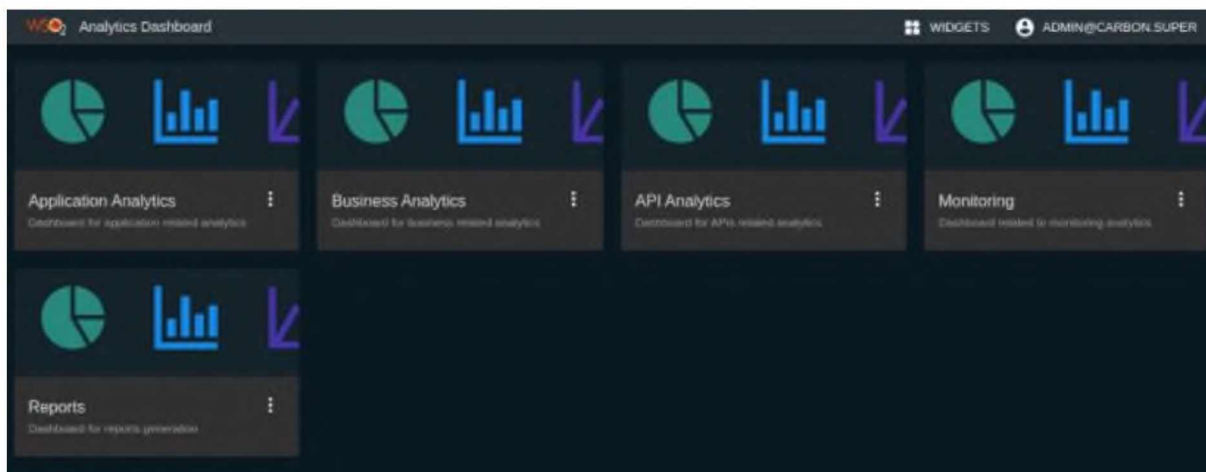 WSO2 Analytics Dashboard WIDGETS ADMIN@CARBON.SUPER
Application Analytics
Dashboard for application related analytics
Business Analytics
Dashboard for business related analytics
API Analytics
Dashboard for APIs related analytics
Monitoring
Dashboard related to monitoring analytics
Reports
Dashboard for reports generation